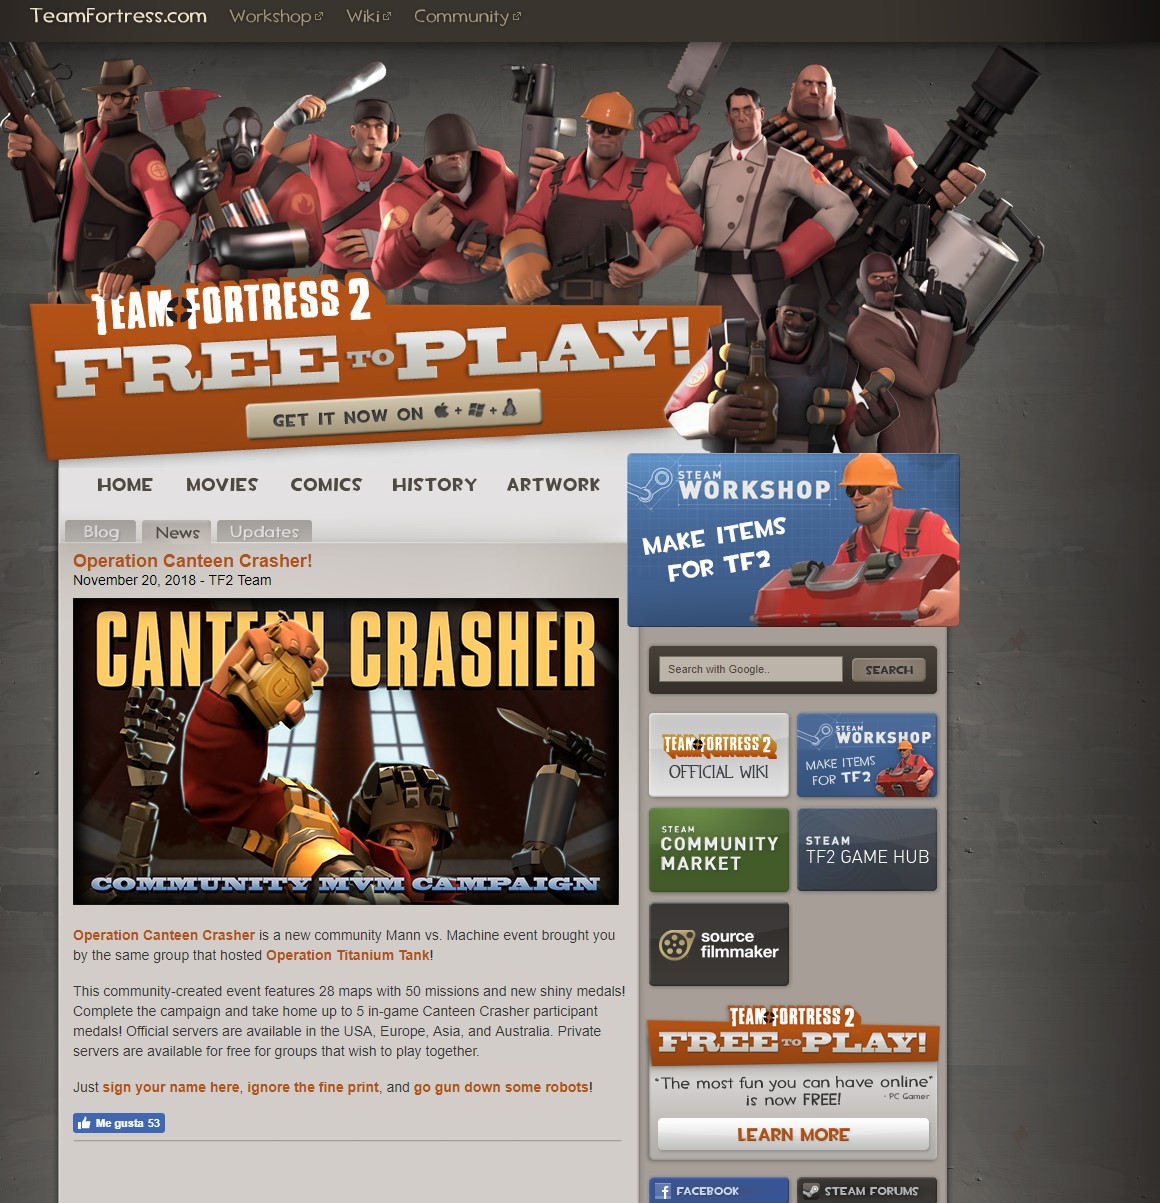 TeamFortress.com Workshop Wiki Community
TEAM FORTRESS 2
FREE TO PLAY!
GET IT NOW ON + +
HOME MOVIES COMICS HISTORY ARTWORK
Blog News Updates
Operation Canteen Crasher!
November 20, 2018 - TF2 Team
CANTEEN CRASHER
COMMUNITY MVM CAMPAIGN
Operation Canteen Crasher is a new community Mann vs. Machine event brought you
by the same group that hosted Operation Titanium Tank!
This community-created event features 28 maps with 50 missions and new shiny medals!
Complete the campaign and take home up to 5 in-game Canteen Crasher participant
medals! Official servers are available in the USA, Europe, Asia, and Australia. Private
servers are available for free for groups that wish to play together.
Just sign your name here, ignore the fine print, and go gun down some robots!
Me gusta 53
STEAM
WORKSHOP
MAKE ITEMS
FOR TF2
Search with Google..
SEARCH
TEAM FORTRESS 2
OFFICIAL WIKI
STEAM
WORKSHOP
MAKE ITEMS
FOR TF2
STEAM
COMMUNITY
MARKET
STEAM
TF2 GAME HUB
source
filmmaker
TEAM FORTRESS 2
FREE TO PLAY!
"The most fun you can have online"
is now FREE!
- PC Gamer
LEARN MORE
FACEBOOK
STEAM FORUMS